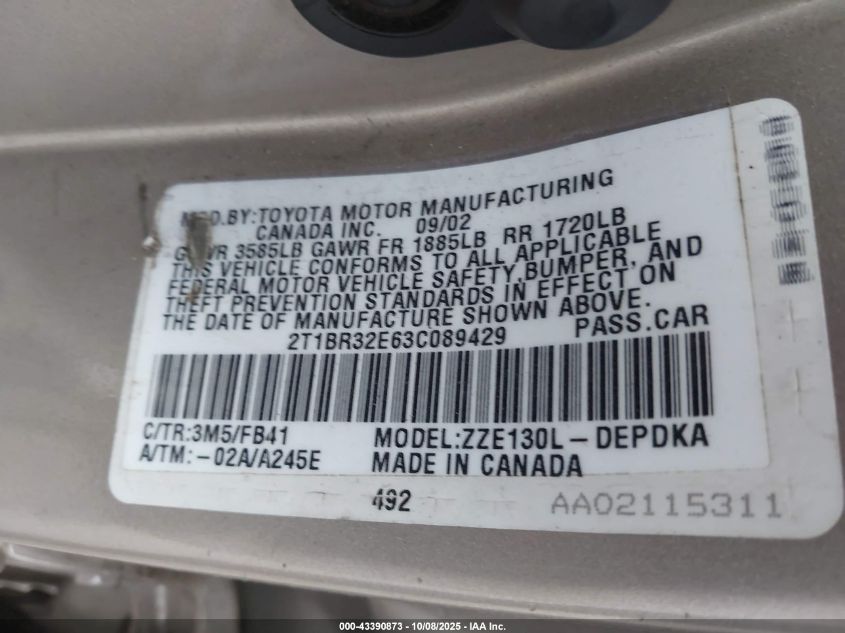 MFD.BY:TOYOTA MOTOR MANUFACTURING
CANADA INC. 09/02
GVWR 3585LB GAWR FR 1885LB RR 1720LB
THIS VEHICLE CONFORMS TO ALL APPLICABLE
FEDERAL MOTOR VEHICLE SAFETY,BUMPER, AND
THEFT PREVENTION STANDARDS IN EFFECT ON
THE DATE OF MANUFACTURE SHOWN ABOVE.
2T1BR32E63C089429 PASS.CAR
C/TR:3M5/FB41 MODEL:ZZE130L-DEPDKA
A/TM:-02A/A245E MADE IN CANADA
492 AA02115311
000-43390873 | 10/08/2025 - IAA Inc.